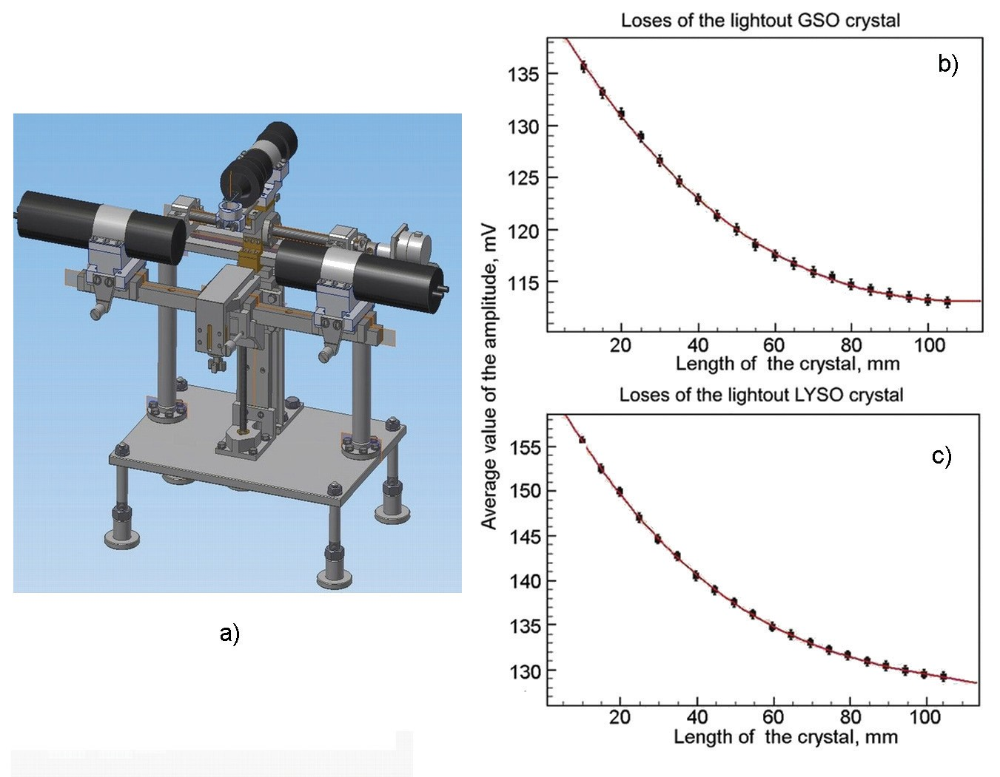 a)
Average value of the amplitude, mV
Loses of the lightout GSO crystal
b)
135
130
125
120
115
20 40 60 80 100
Length of the crystal, mm
Loses of the lightout LYSO crystal
c)
155
150
145
140
135
130
20 40 60 80 100
Length of the crystal, mm